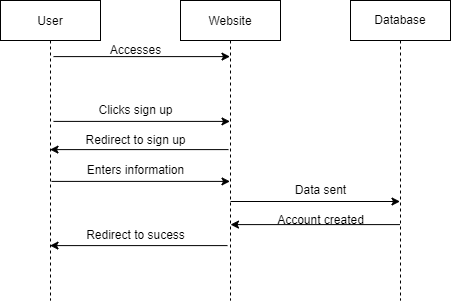 User
Website
Database
Accesses
Clicks sign up
Redirect to sign up
Enters information
Data sent
Account created
Redirect to sucess